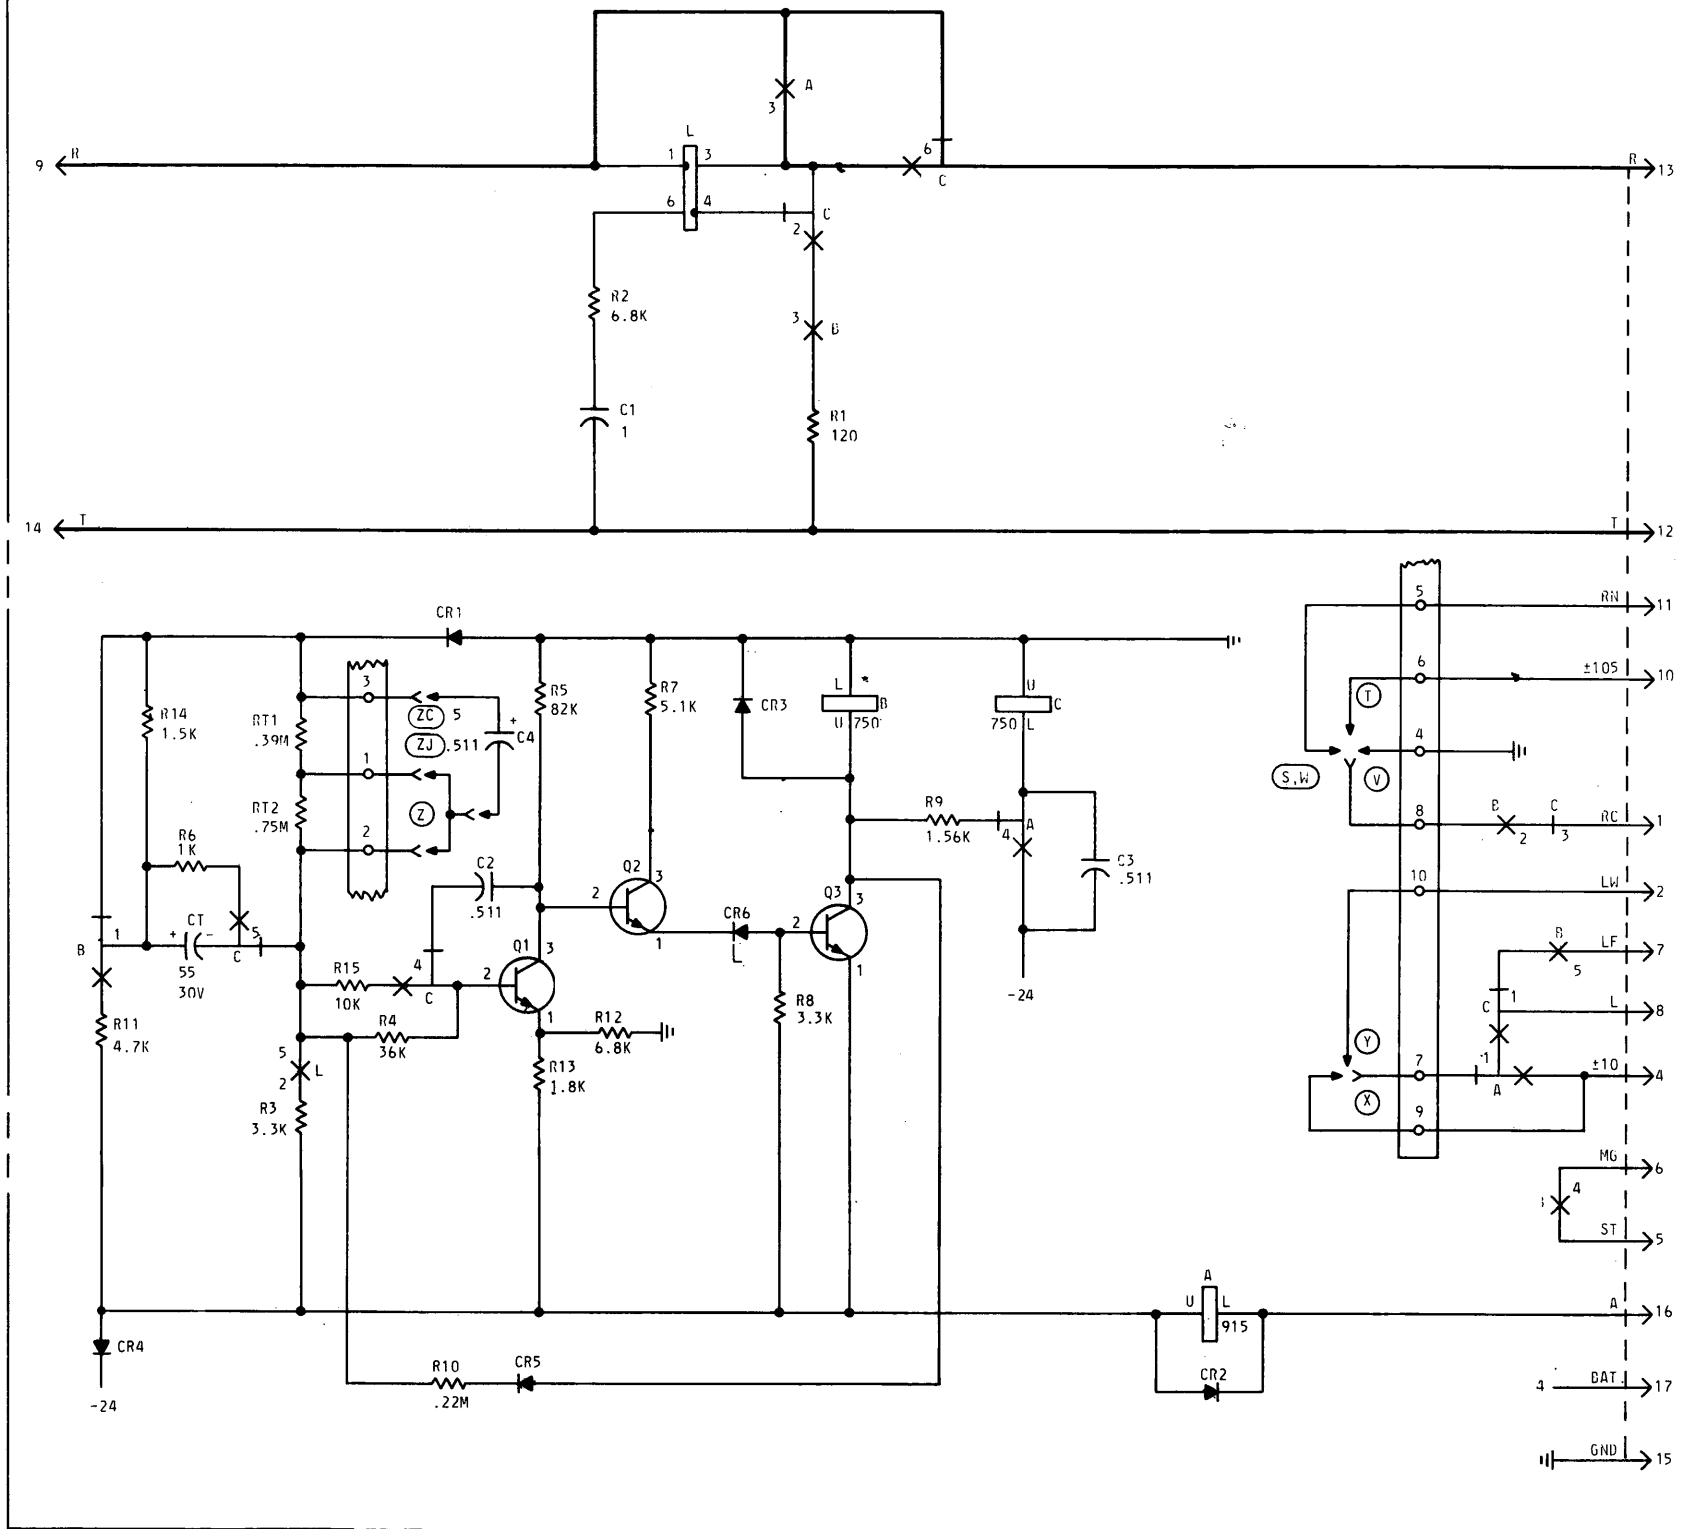 A
3
L
9
R
1
3
6
C
R
13
6
4
C
2
R2
6.8K
3
B
C1
1
R1
120
14
T
T
12
5
RN
11
CR1
6
±105
10
T
3
ZC
5
R5
82K
R7
5.1K
CR3
L
*
B
U
750
U
C
750
L
R14
1.5K
RT1
.39M
ZJ
.511
+
C4
4
S,W
V
1
RT2
.75M
Z
R9
1.56K
A
4
8
B
2
C
3
RC
1
R6
1K
2
C2
.511
Q2
2
3
1
Q3
C3
.511
10
LW
2
B
1
CT
+
-
55
30V
C
5
CR6
L
2
3
1
B
5
LF
7
Q1
3
2
1
R15
10K
4
C
-24
R8
3.3K
C
1
L
8
R11
4.7K
R4
36K
R12
6.8K
Y
5
L
2
R13
1.8K
7
1
A
±10
4
R3
3.3K
X
9
MG
6
4
ST
5
A
U
L
915
A
16
CR4
R10
.22M
CR5
CR2
-24
4
BAT.
17
GND
15